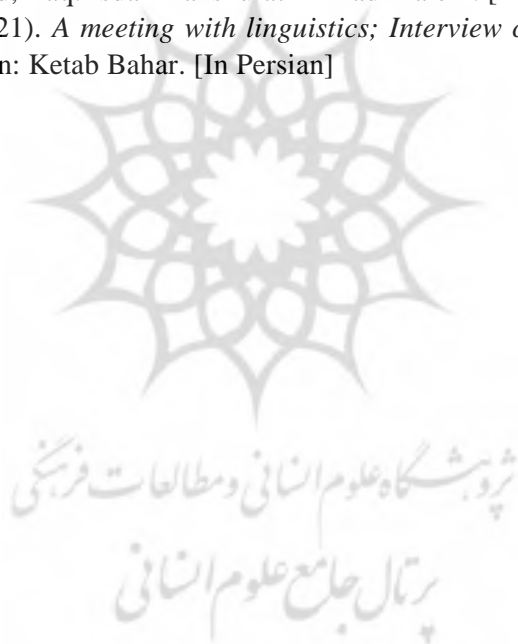 21). A meeting with linguistics; Interview
n: Ketab Bahar. [In Persian]
پژوهشگاه علوم انسانی و مطالعات فرهنگی
پرتال جامع علوم انسانی